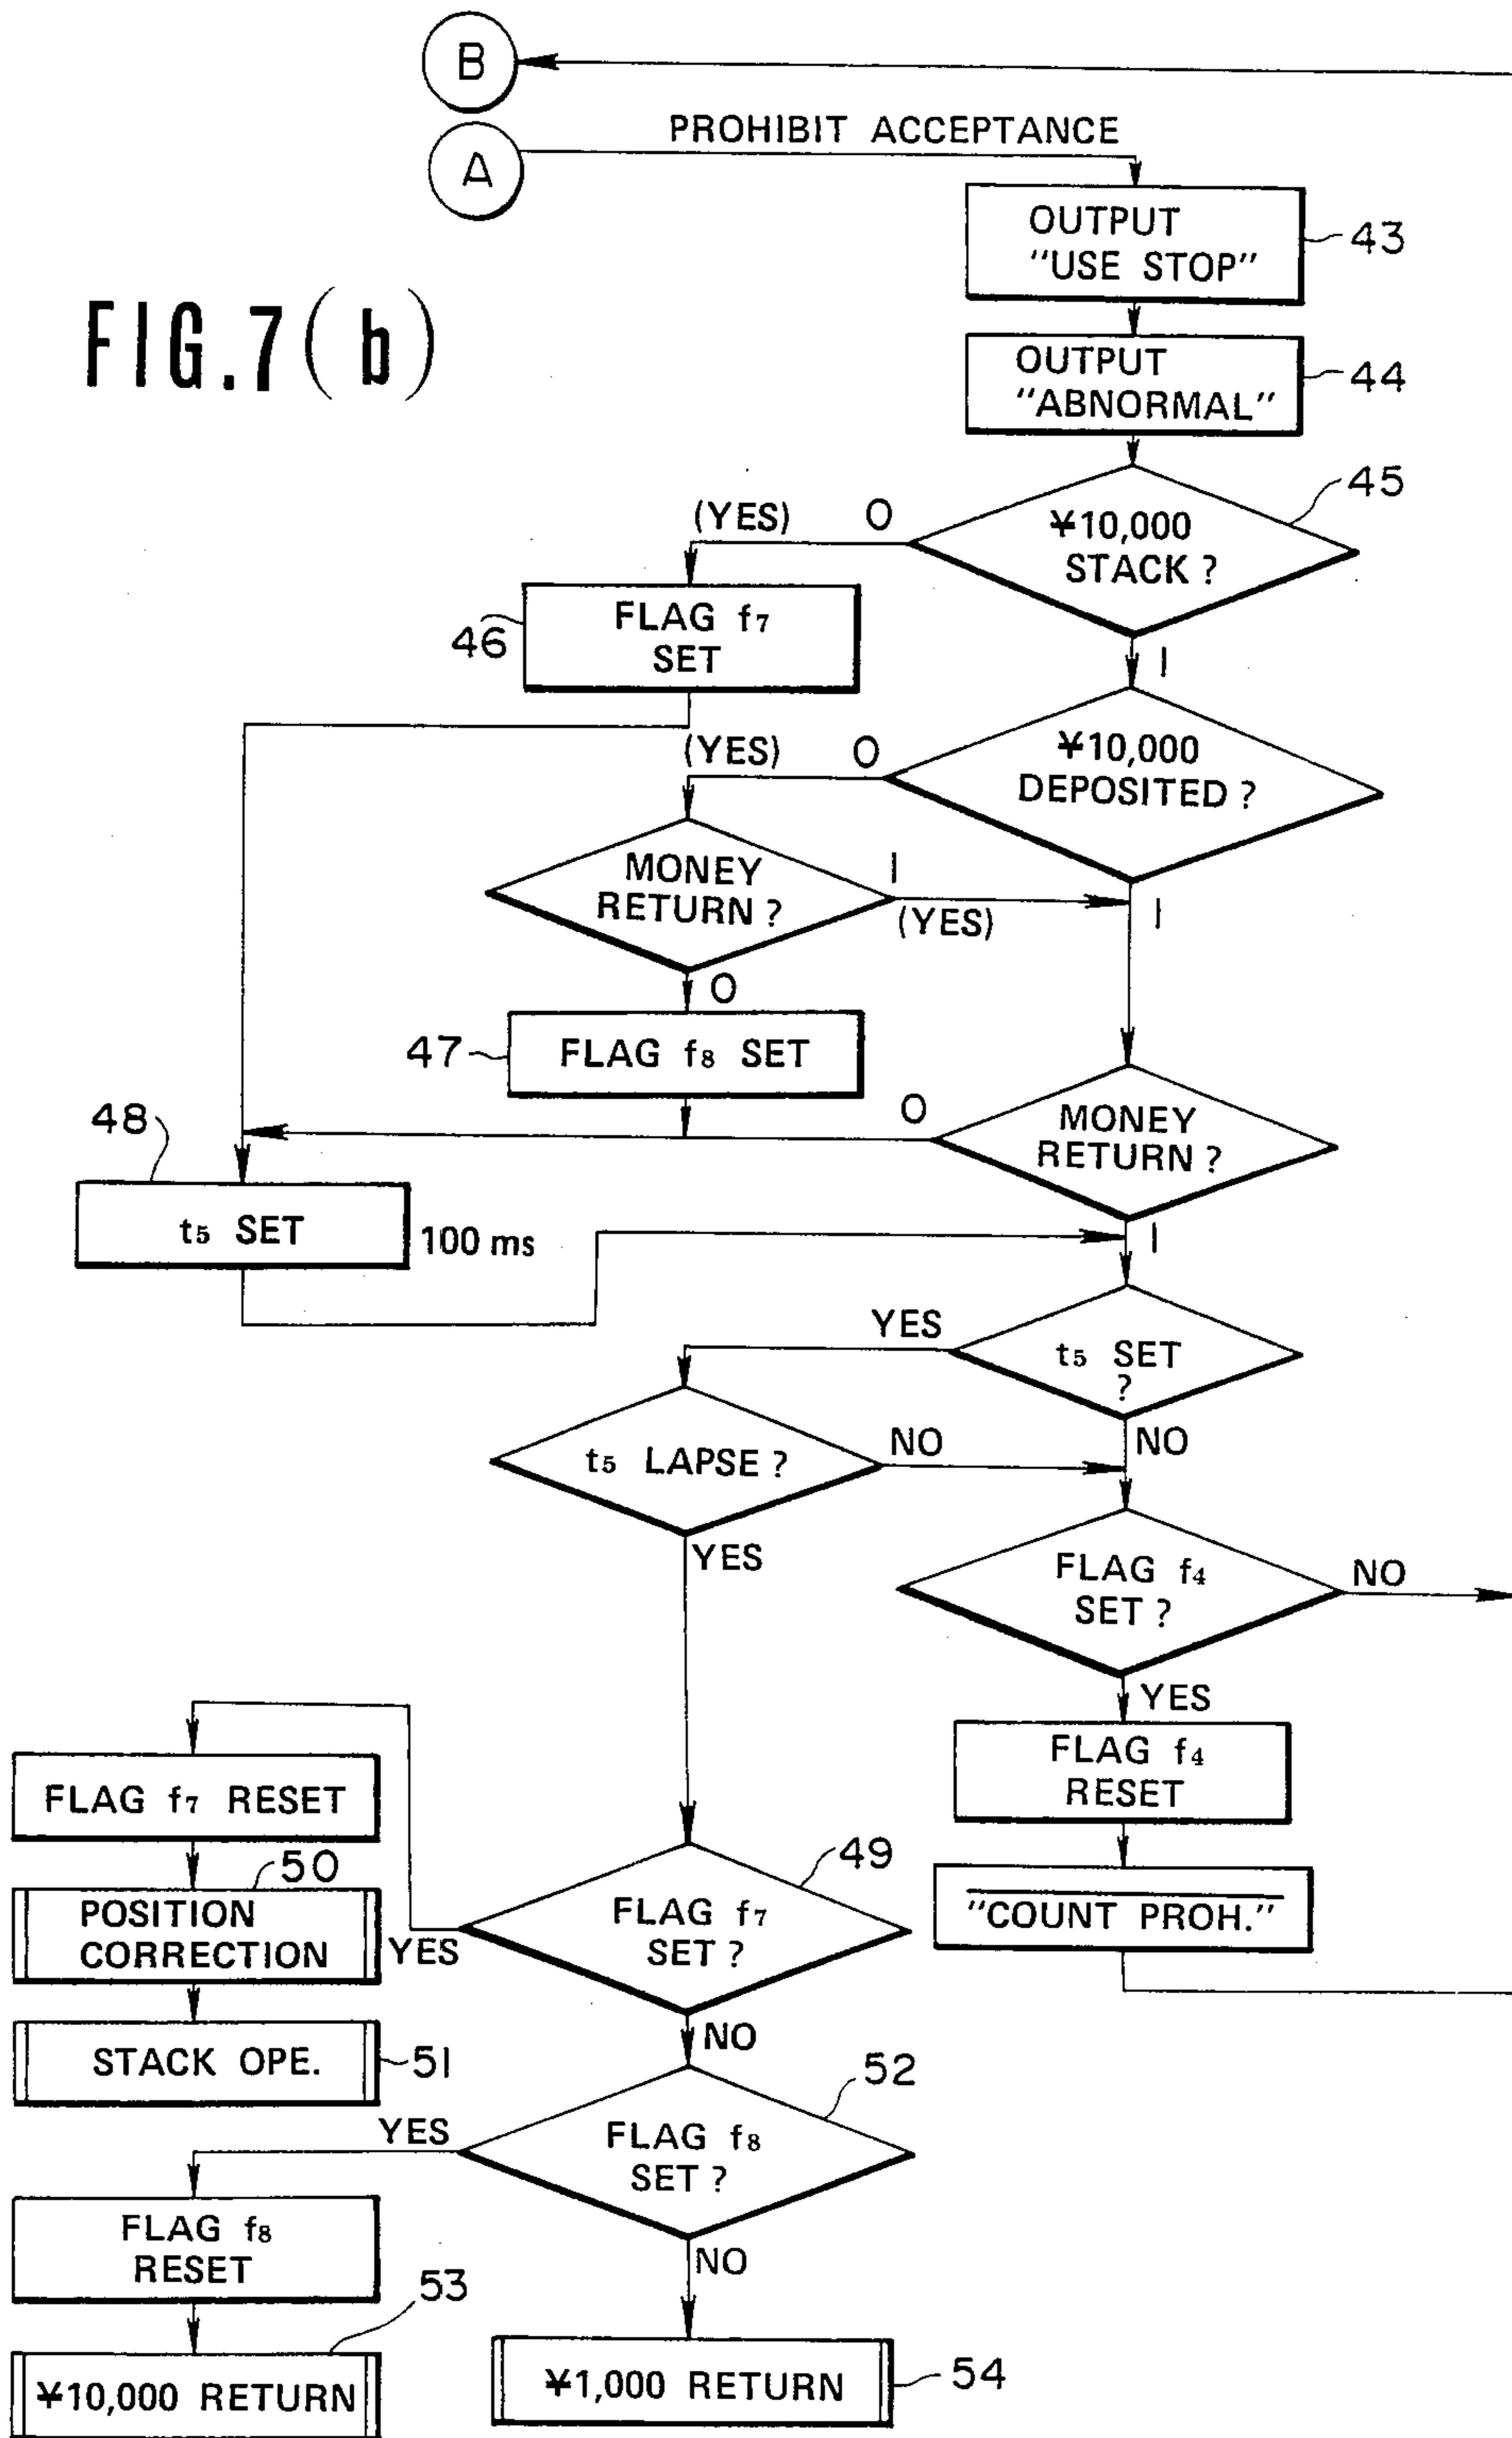 B
PROHIBIT ACCEPTANCE
A
OUTPUT
"USE STOP"
43
FIG.7(b)
OUTPUT
"ABNORMAL"
44
45
(YES) 0
¥10,000
STACK ?
FLAG f7
SET
46
1
(YES) 0
¥10,000
DEPOSITED ?
MONEY
RETURN ?
1
(YES)
1
0
47
FLAG f8 SET
0
MONEY
RETURN ?
48
t5 SET
100 ms
1
YES
t5 SET
?
NO
t5 LAPSE ?
NO
YES
FLAG f4
SET ?
NO
YES
FLAG f4
RESET
FLAG f7 RESET
49
50
POSITION
CORRECTION
YES
FLAG f7
SET ?
"COUNT PROH."
NO
STACK OPE.
51
52
YES
FLAG f8
SET ?
FLAG f8
RESET
NO
53
¥10,000 RETURN
¥1,000 RETURN
54